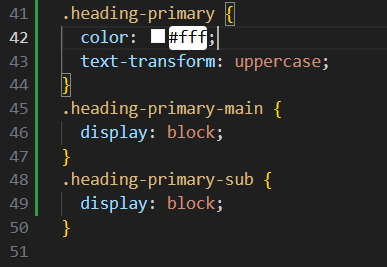 41 .heading-primary {
42   color: #fff;
43   text-transform: uppercase;
44 }
45 .heading-primary-main {
46   display: block;
47 }
48 .heading-primary-sub {
49   display: block;
50 }
51